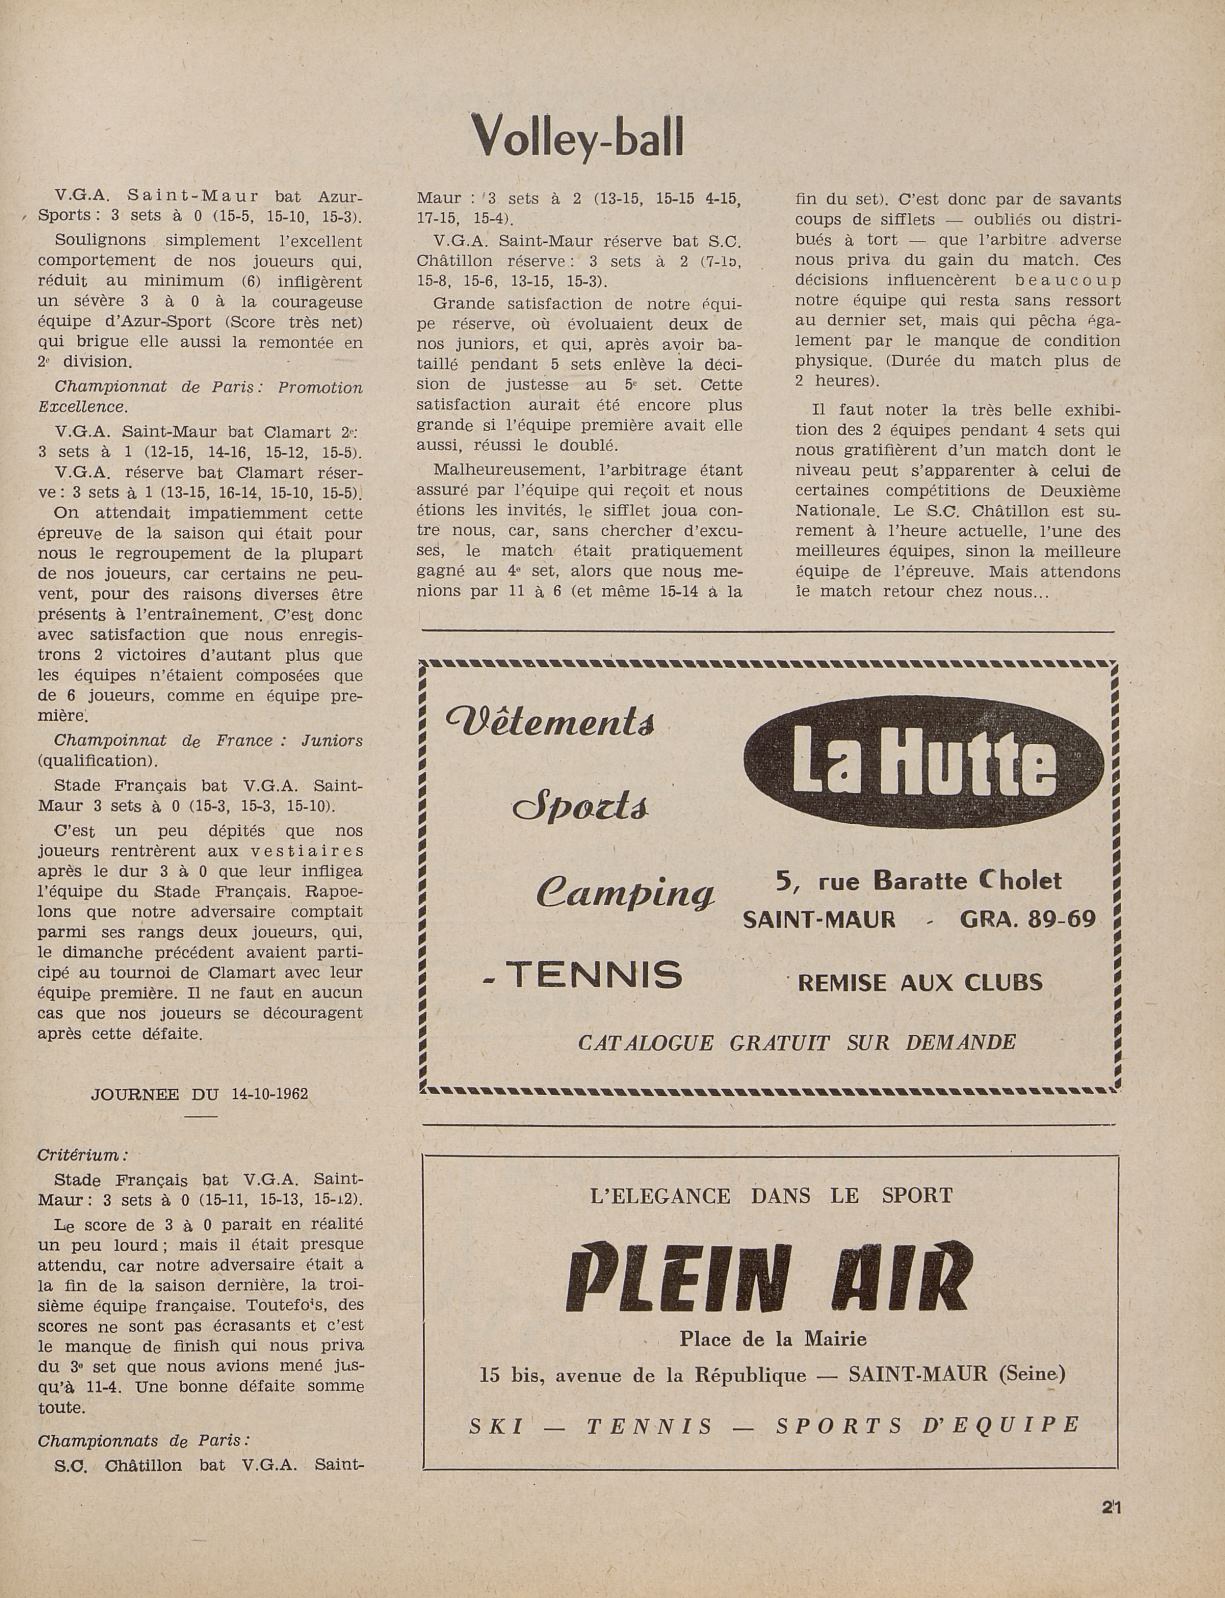 Volley-ball
V.G.A. Saint-Maur bat Azur-
Sports : 3 sets à 0 (15-5, 15-10, 15-3).
Soulignons simplement l'excellent
comportement de nos joueurs qui,
réduit au minimum (6) infligèrent
un sévère 3 à 0 à la courageuse
équipe d'Azur-Sport (Score très net)
qui brigue elle aussi la remontée en
2e division.
Championnat de Paris : Promotion
Excellence.
V.G.A. Saint-Maur bat Clamart 2e:
3 sets à 1 (12-15, 14-16, 15-12, 15-5).
V.G.A. réserve bat Clamart réser-
ve : 3 sets à 1 (13-15, 16-14, 15-10, 15-5).
On attendait impatiemment cette
épreuve de la saison qui était pour
nous le regroupement de la plupart
de nos joueurs, car certains ne peu-
vent, pour des raisons diverses être
présents à l'entraînement. C'est donc
avec satisfaction que nous enregis-
trons 2 victoires d'autant plus que
les équipes n'étaient composées que
de 6 joueurs, comme en équipe pre-
mière.
Champoinnat de France : Juniors
(qualification).
Stade Français bat V.G.A. Saint-
Maur 3 sets à 0 (15-3, 15-3, 15-10).
C'est un peu dépités que nos
joueurs rentrèrent aux vestiaires
après le dur 3 à 0 que leur infligea
l'équipe du Stade Français. Rappe-
lons que notre adversaire comptait
parmi ses rangs deux joueurs, qui,
le dimanche précédent avaient parti-
cipé au tournoi de Clamart avec leur
équipe première. Il ne faut en aucun
cas que nos joueurs se découragent
après cette défaite.
JOURNEE DU 14-10-1962
Critérium :
Stade Français bat V.G.A. Saint-
Maur : 3 sets à 0 (15-11, 15-13, 15-12).
Le score de 3 à 0 parait en réalité
un peu lourd ; mais il était presque
attendu, car notre adversaire était à
la fin de la saison dernière, la troi-
sième équipe française. Toutefois, des
scores ne sont pas écrasants et c'est
le manque de finish qui nous priva
du 3e set que nous avions mené jus-
qu'à 11-4. Une bonne défaite somme
toute.
Championnats de Paris :
S.C. Châtillon bat V.G.A. Saint-
Maur : 3 sets à 2 (13-15, 15-15 4-15,
17-15, 15-4).
V.G.A. Saint-Maur réserve bat S.C.
Châtillon réserve : 3 sets à 2 (7-15,
15-8, 15-6, 13-15, 15-3).
Grande satisfaction de notre équi-
pe réserve, où évoluaient deux de
nos juniors, et qui, après avoir ba-
taillé pendant 5 sets enlève la déci-
sion de justesse au 5e set. Cette
satisfaction aurait été encore plus
grande si l'équipe première avait elle
aussi, réussi le doublé.
Malheureusement, l'arbitrage étant
assuré par l'équipe qui reçoit et nous
étions les invités, le sifflet joua con-
tre nous, car, sans chercher d'excu-
ses, le match était pratiquement
gagné au 4e set, alors que nous me-
nions par 11 à 6 (et même 15-14 à la
fin du set). C'est donc par de savants
coups de sifflets — oubliés ou distri-
bués à tort — que l'arbitre adverse
nous priva du gain du match. Ces
décisions influencèrent beaucoup
notre équipe qui resta sans ressort
au dernier set, mais qui pêcha éga-
lement par le manque de condition
physique. (Durée du match plus de
2 heures).
Il faut noter la très belle exhibi-
tion des 2 équipes pendant 4 sets qui
nous gratifièrent d'un match dont le
niveau peut s'apparenter à celui de
certaines compétitions de Deuxième
Nationale. Le S.C. Châtillon est su-
rement à l'heure actuelle, l'une des
meilleures équipes, sinon la meilleure
équipe de l'épreuve. Mais attendons
le match retour chez nous...
Vêtements
Sports
Camping
- TENNIS
La Hutte
5, rue Baratte Cholet
SAINT-MAUR - GRA. 89-69
REMISE AUX CLUBS
CATALOGUE GRATUIT SUR DEMANDE
L'ELEGANCE DANS LE SPORT
PLEIN AIR
Place de la Mairie
15 bis, avenue de la République — SAINT-MAUR (Seine)
SKI — TENNIS — SPORTS D'EQUIPE
21